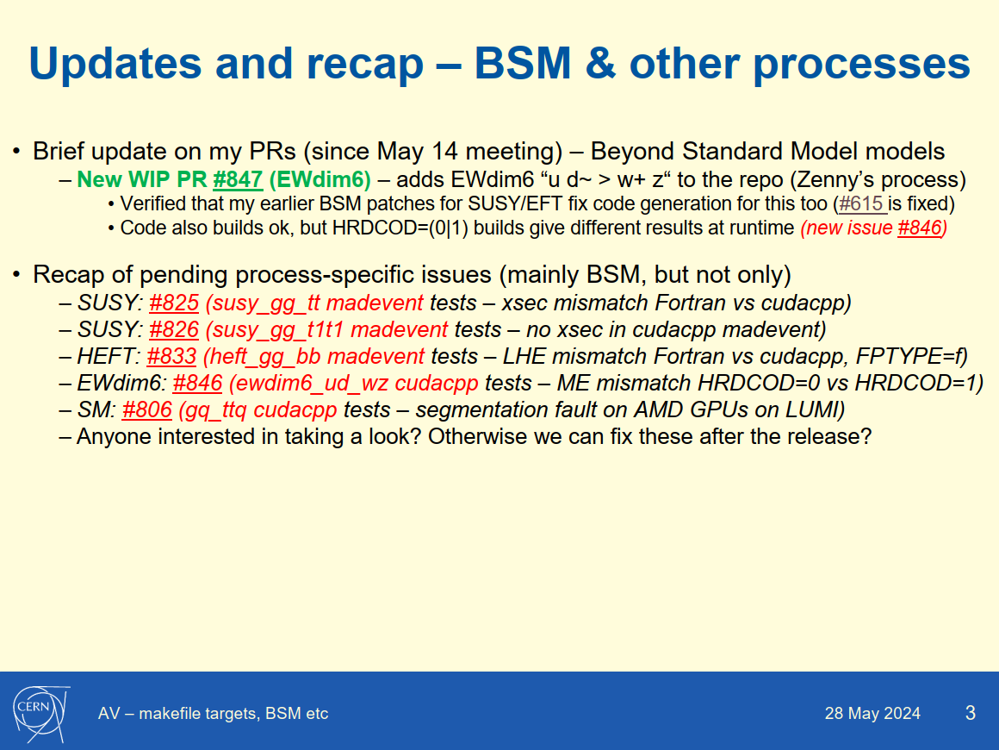 Updates and recap – BSM & other processes
• Brief update on my PRs (since May 14 meeting) – Beyond Standard Model models
– New WIP PR #847 (EWdim6) – adds EWdim6 “u d~ > w+ z“ to the repo (Zenny’s process)
• Verified that my earlier BSM patches for SUSY/EFT fix code generation for this too (#615 is fixed)
• Code also builds ok, but HRDCOD=(0|1) builds give different results at runtime (new issue #846)
• Recap of pending process-specific issues (mainly BSM, but not only)
– SUSY: #825 (susy_gg_tt madevent tests – xsec mismatch Fortran vs cudacpp)
– SUSY: #826 (susy_gg_t1t1 madevent tests – no xsec in cudacpp madevent)
– HEFT: #833 (heft_gg_bb madevent tests – LHE mismatch Fortran vs cudacpp, FPTYPE=f)
– EWdim6: #846 (ewdim6_ud_wz cudacpp tests – ME mismatch HRDCOD=0 vs HRDCOD=1)
– SM: #806 (gq_ttq cudacpp tests – segmentation fault on AMD GPUs on LUMI)
– Anyone interested in taking a look? Otherwise we can fix these after the release?
CERN
AV – makefile targets, BSM etc
28 May 2024
3